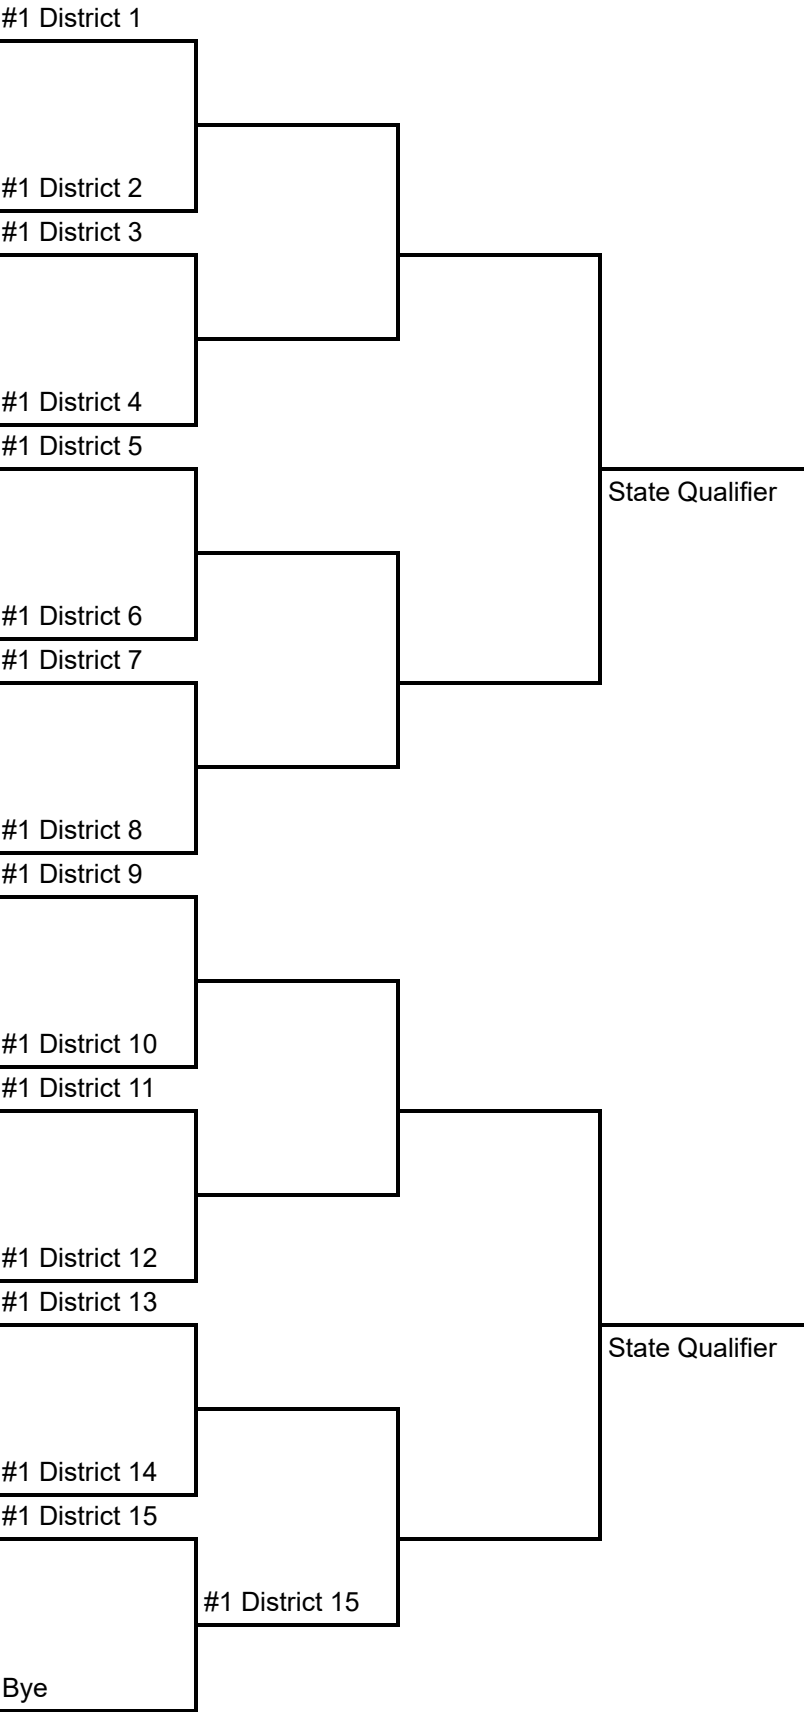 #1 District 1
#1 District 2
#1 District 3
#1 District 4
#1 District 5
State Qualifier
#1 District 6
#1 District 7
#1 District 8
#1 District 9
#1 District 10
#1 District 11
#1 District 12
#1 District 13
State Qualifier
#1 District 14
#1 District 15
#1 District 15
Bye